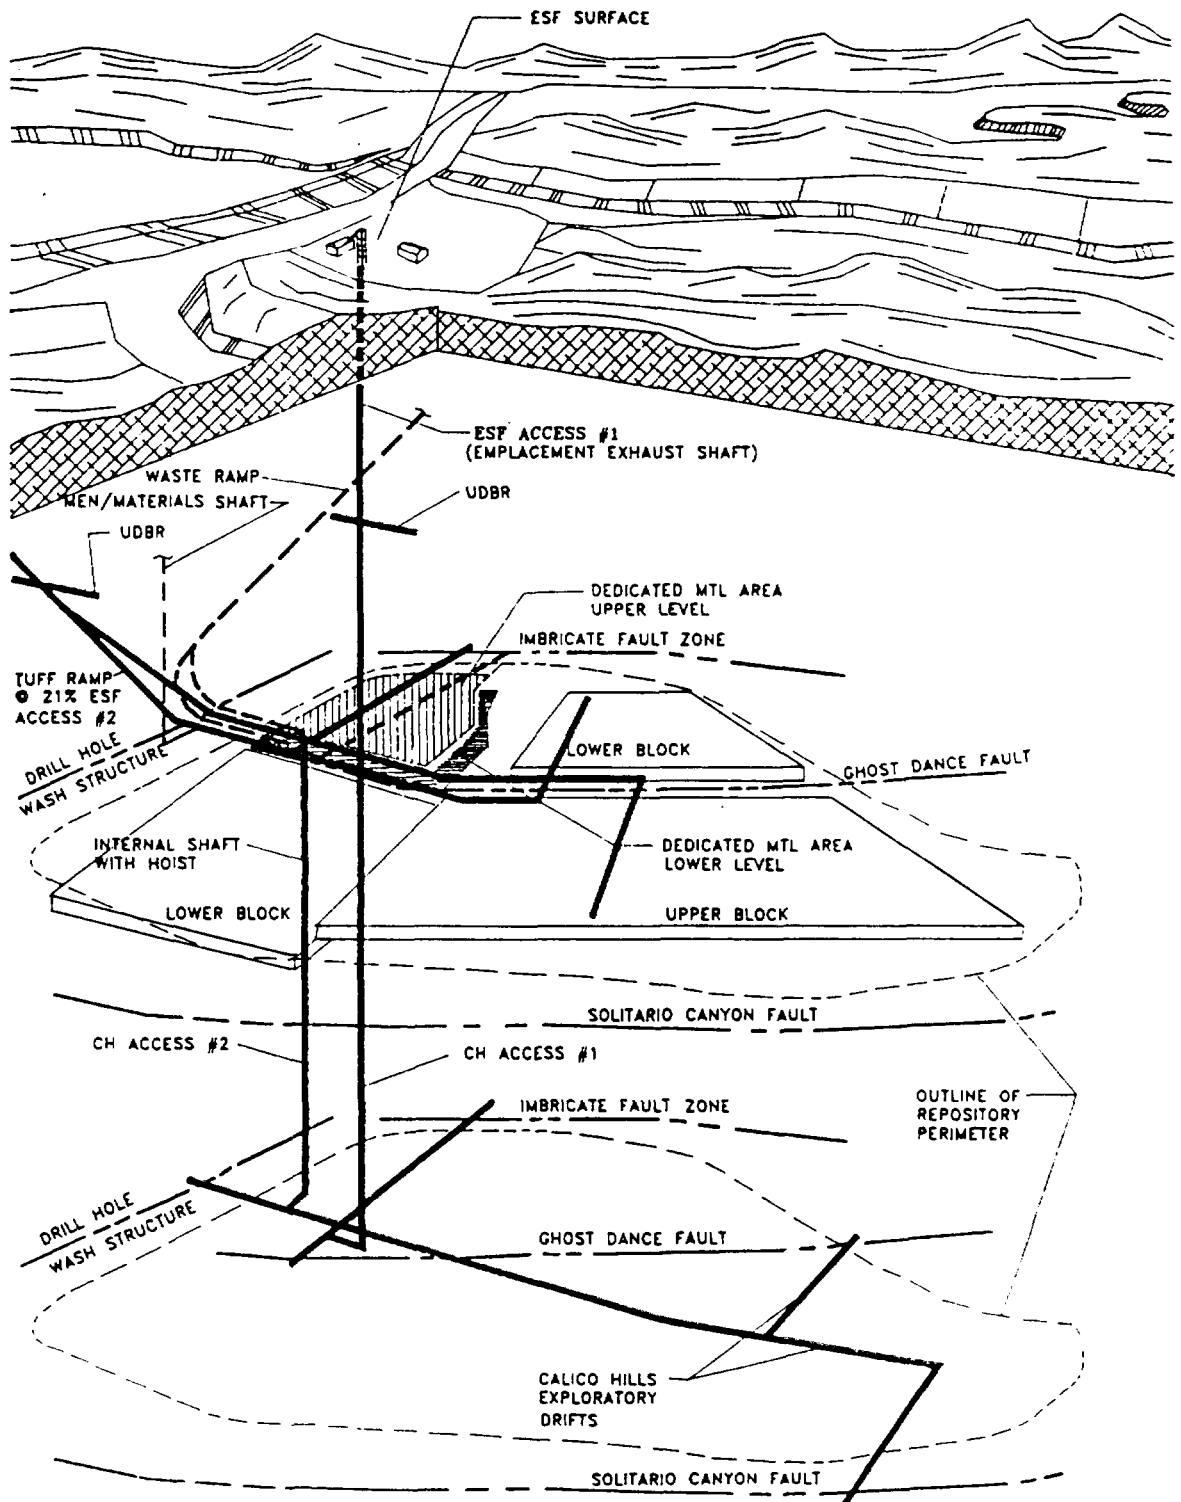 ESF SURFACE
ESF ACCESS #1
(EMPLACEMENT EXHAUST SHAFT)
WASTE RAMP
MEN/MATERIALS SHAFT
UDBR
UDBR
DEDICATED MTL AREA
UPPER LEVEL
IMBRICATE FAULT ZONE
TUFF RAMP
@ 21% ESF
ACCESS #2
DRILL HOLE
WASH STRUCTURE
LOWER BLOCK
GHOST DANCE FAULT
INTERNAL SHAFT
WITH HOIST
DEDICATED MTL AREA
LOWER LEVEL
LOWER BLOCK
UPPER BLOCK
SOLITARIO CANYON FAULT
CH ACCESS #2
CH ACCESS #1
OUTLINE OF
REPOSITORY
PERIMETER
IMBRICATE FAULT ZONE
DRILL HOLE
WASH STRUCTURE
GHOST DANCE FAULT
CALICO HILLS
EXPLORATORY
DRIFTS
SOLITARIO CANYON FAULT